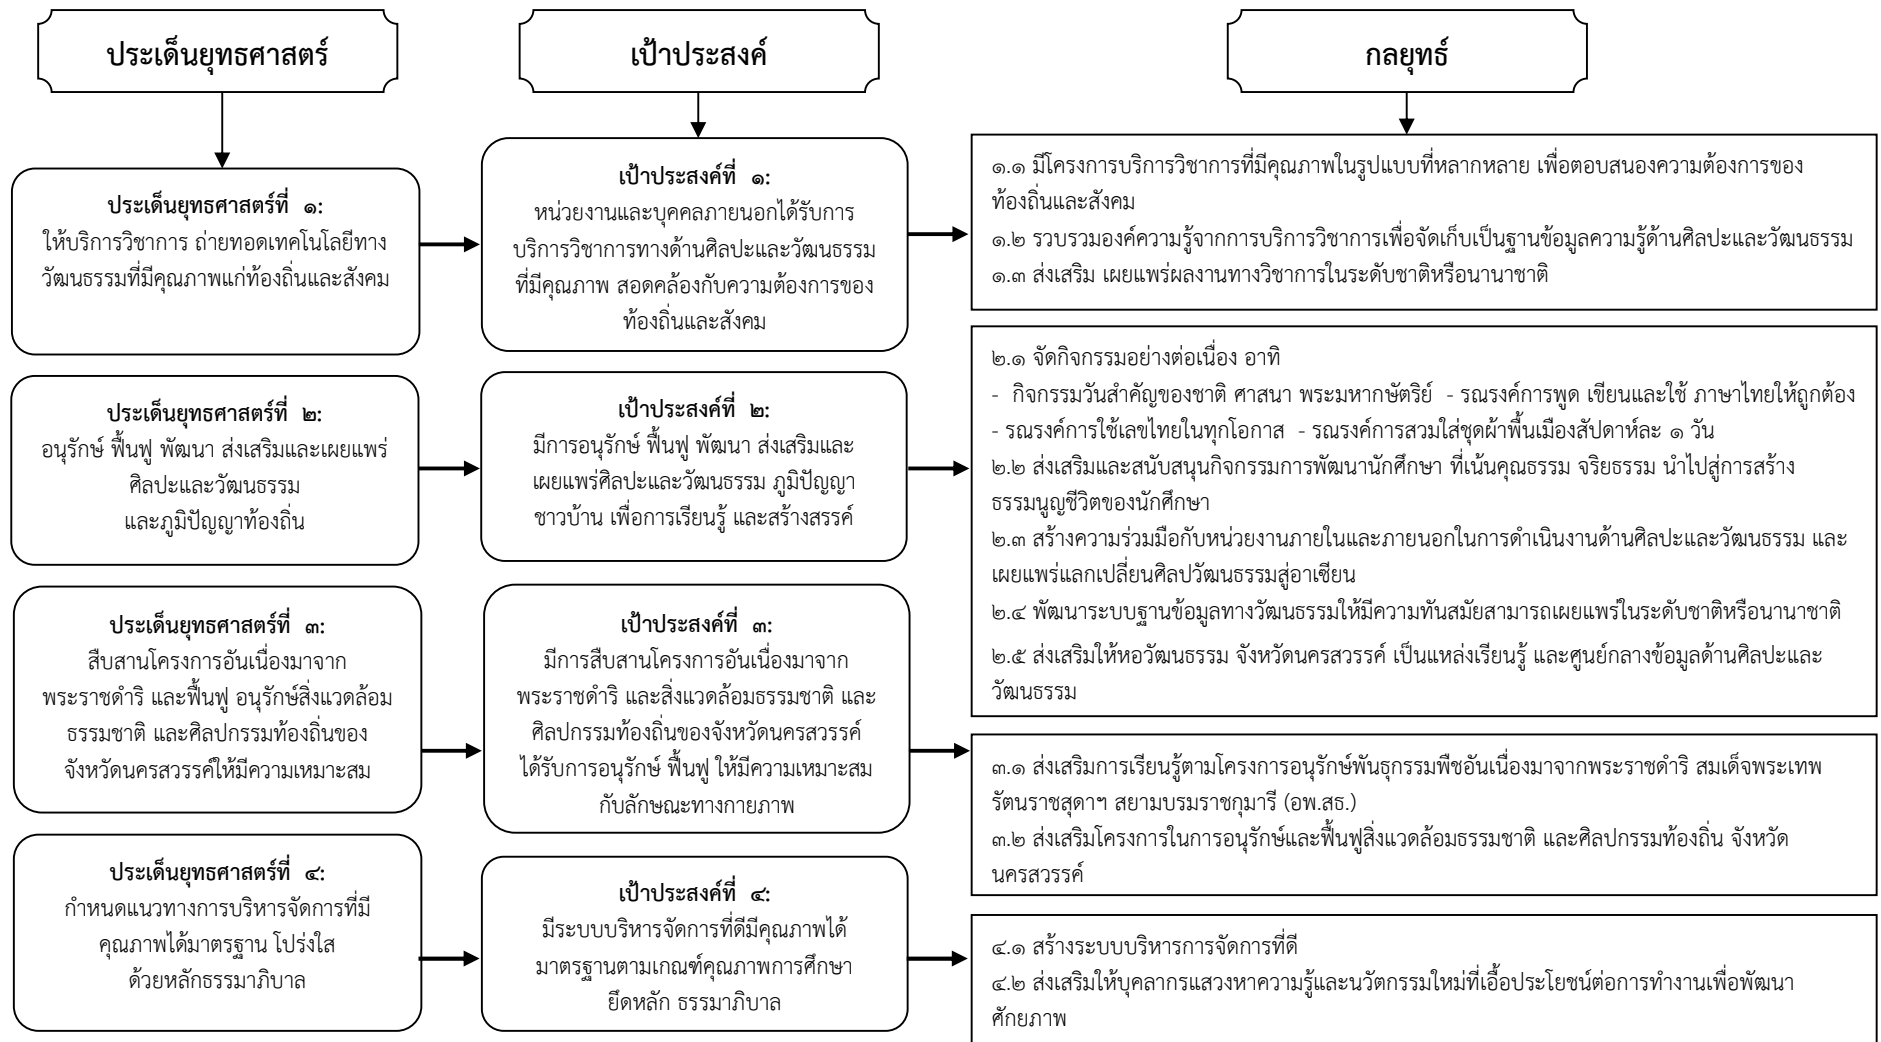 ประเด็นยุทธศาสตร์
เป้าประสงค์
กลยุทธ์
ประเด็นยุทธศาสตร์ที่ ๑:
ให้บริการวิชาการ ถ่ายทอดเทคโนโลยีทาง
วัฒนธรรมที่มีคุณภาพแก่ท้องถิ่นและสังคม
เป้าประสงค์ที่ ๑:
หน่วยงานและบุคคลภายนอกได้รับการ
บริการวิชาการทางด้านศิลปะและวัฒนธรรม
ที่มีคุณภาพ สอดคล้องกับความต้องการของ
ท้องถิ่นและสังคม
๑.๑ มีโครงการบริการวิชาการที่มีคุณภาพในรูปแบบที่หลากหลาย เพื่อตอบสนองความต้องการของ
ท้องถิ่นและสังคม
๑.๒ รวบรวมองค์ความรู้จากการบริการวิชาการเพื่อจัดเก็บเป็นฐานข้อมูลความรู้ด้านศิลปะและวัฒนธรรม
๑.๓ ส่งเสริม เผยแพร่ผลงานทางวิชาการในระดับชาติหรือนานาชาติ
ประเด็นยุทธศาสตร์ที่ ๒:
อนุรักษ์ ฟื้นฟู พัฒนา ส่งเสริมและเผยแพร่
ศิลปะและวัฒนธรรม
และภูมิปัญญาท้องถิ่น
เป้าประสงค์ที่ ๒:
มีการอนุรักษ์ ฟื้นฟู พัฒนา ส่งเสริมและ
เผยแพร่ศิลปะและวัฒนธรรม ภูมิปัญญา
ชาวบ้าน เพื่อการเรียนรู้ และสร้างสรรค์
๒.๑ จัดกิจกรรมอย่างต่อเนื่อง อาทิ
- กิจกรรมวันสำคัญของชาติ ศาสนา พระมหากษัตริย์ - รณรงค์การพูด เขียนและใช้ ภาษาไทยให้ถูกต้อง
- รณรงค์การใช้เลขไทยในทุกโอกาส - รณรงค์การสวมใส่ชุดผ้าพื้นเมืองสัปดาห์ละ ๑ วัน
๒.๒ ส่งเสริมและสนับสนุนกิจกรรมการพัฒนานักศึกษา ที่เน้นคุณธรรม จริยธรรม นำไปสู่การสร้าง
ธรรมนูญชีวิตของนักศึกษา
๒.๓ สร้างความร่วมมือกับหน่วยงานภายในและภายนอกในการดำเนินงานด้านศิลปะและวัฒนธรรม และ
เผยแพร่แลกเปลี่ยนศิลปวัฒนธรรมสู่อาเซียน
๒.๔ พัฒนาระบบฐานข้อมูลทางวัฒนธรรมให้มีความทันสมัยสามารถเผยแพร่ในระดับชาติหรือนานาชาติ
๒.๕ ส่งเสริมให้หอวัฒนธรรม จังหวัดนครสวรรค์ เป็นแหล่งเรียนรู้ และศูนย์กลางข้อมูลด้านศิลปะและ
วัฒนธรรม
ประเด็นยุทธศาสตร์ที่ ๓:
สืบสานโครงการอันเนื่องมาจาก
พระราชดำริ และฟื้นฟู อนุรักษ์สิ่งแวดล้อม
ธรรมชาติ และศิลปกรรมท้องถิ่นของ
จังหวัดนครสวรรค์ให้มีความเหมาะสม
เป้าประสงค์ที่ ๓:
มีการสืบสานโครงการอันเนื่องมาจาก
พระราชดำริ และสิ่งแวดล้อมธรรมชาติ และ
ศิลปกรรมท้องถิ่นของจังหวัดนครสวรรค์
ได้รับการอนุรักษ์ ฟื้นฟู ให้มีความเหมาะสม
กับลักษณะทางกายภาพ
๓.๑ ส่งเสริมการเรียนรู้ตามโครงการอนุรักษ์พันธุกรรมพืชอันเนื่องมาจากพระราชดำริ สมเด็จพระเทพ
รัตนราชสุดาฯ สยามบรมราชกุมารี (อพ.สธ.)
๓.๒ ส่งเสริมโครงการในการอนุรักษ์และฟื้นฟูสิ่งแวดล้อมธรรมชาติ และศิลปกรรมท้องถิ่น จังหวัด
นครสวรรค์
ประเด็นยุทธศาสตร์ที่ ๔:
กำหนดแนวทางการบริหารจัดการที่มี
คุณภาพได้มาตรฐาน โปร่งใส
ด้วยหลักธรรมาภิบาล
เป้าประสงค์ที่ ๔:
มีระบบบริหารจัดการที่ดีมีคุณภาพได้
มาตรฐานตามเกณฑ์คุณภาพการศึกษา
ยึดหลัก ธรรมาภิบาล
๔.๑ สร้างระบบบริหารการจัดการที่ดี
๔.๒ ส่งเสริมให้บุคลากรแสวงหาความรู้และนวัตกรรมใหม่ที่เอื้อประโยชน์ต่อการทำงานเพื่อพัฒนา
ศักยภาพ